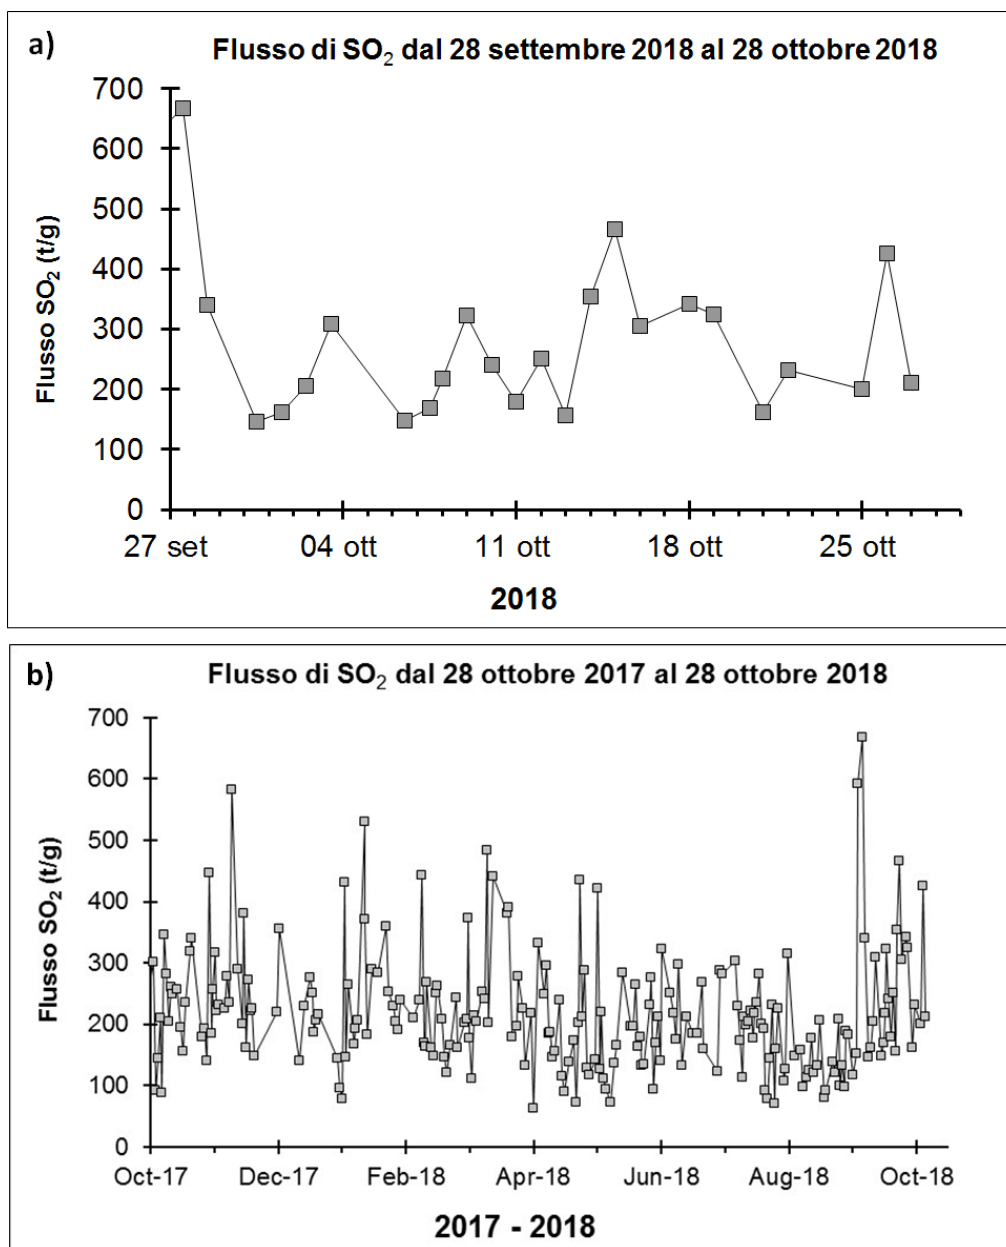 a)
Flusso di SO₂ dal 28 settembre 2018 al 28 ottobre 2018
Flusso SO₂ (t/g)
700
600
500
400
300
200
100
0
27 set 04 ott 11 ott 18 ott 25 ott
2018
b)
Flusso di SO₂ dal 28 ottobre 2017 al 28 ottobre 2018
Flusso SO₂ (t/g)
700
600
500
400
300
200
100
0
Oct-17 Dec-17 Feb-18 Apr-18 Jun-18 Aug-18 Oct-18
2017 - 2018